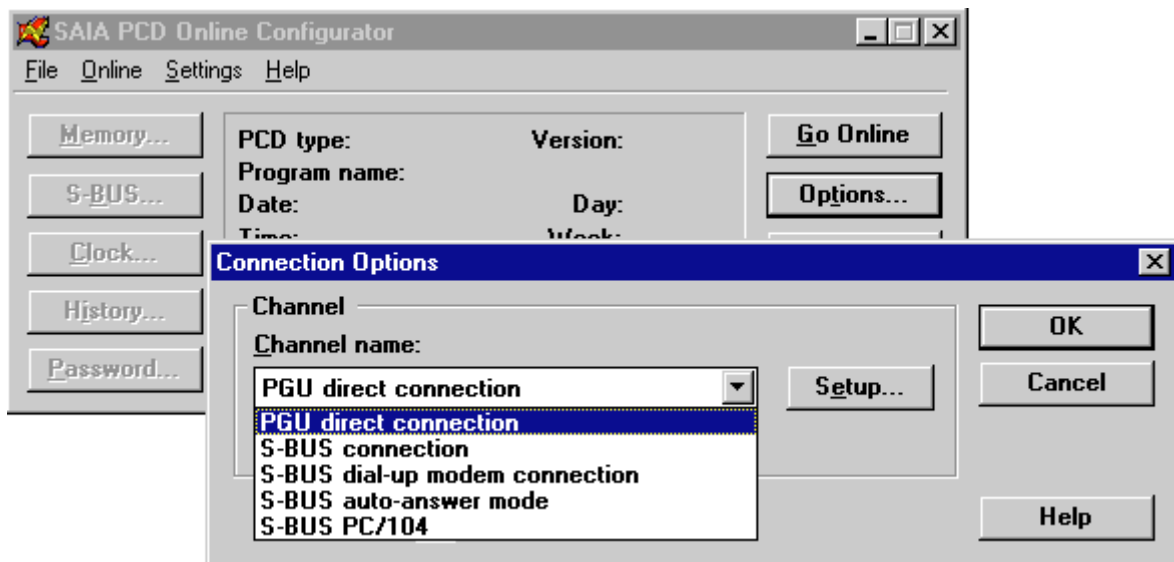 SAIA PCD Online Configurator
File Online Settings Help
Memory...
S-BUS...
Clock...
History...
Password...
PCD type: Version:
Program name:
Date: Day:
Time: Week:
Go Online
Options...
Connection Options
Channel
Channel name:
PGU direct connection
PGU direct connection
S-BUS connection
S-BUS dial-up modem connection
S-BUS auto-answer mode
S-BUS PC/104
Setup...
OK
Cancel
Help